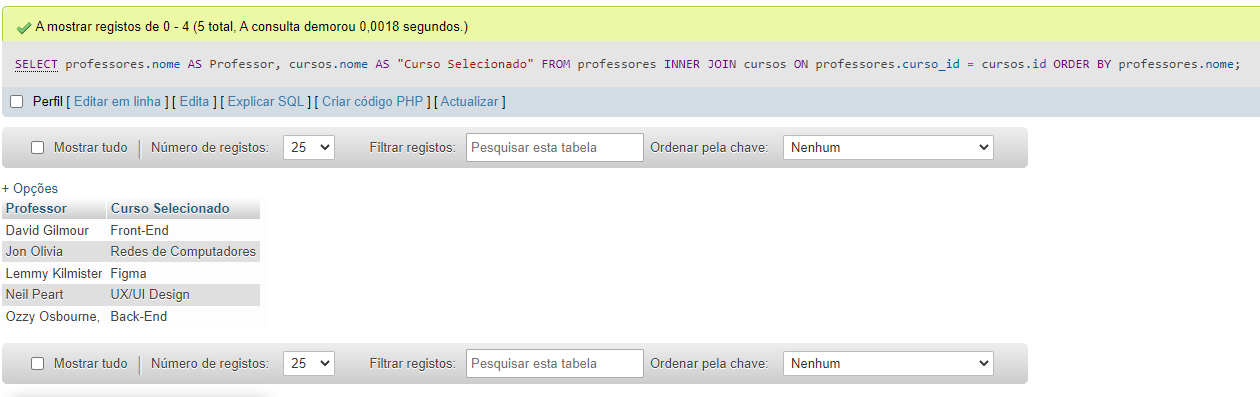 A mostrar registos de 0 - 4 (5 total, A consulta demorou 0,0018 segundos.)
SELECT professores.nome AS Professor, cursos.nome AS "Curso Selecionado" FROM professores INNER JOIN cursos ON professores.curso_id = cursos.id ORDER BY professores.nome;
Perfil [ Editar em linha ] [ Edita ] [ Explicar SQL ] [ Criar código PHP ] [ Actualizar ]
Mostrar tudo | Número de registos: 25 Filtrar registos: Pesquisar esta tabela Ordenar pela chave: Nenhum
+ Opções
Professor Curso Selecionado
David Gilmour Front-End
Jon Olivia Redes de Computadores
Lemmy Kilmister Figma
Neil Peart UX/UI Design
Ozzy Osbourne, Back-End
Mostrar tudo | Número de registos: 25 Filtrar registos: Pesquisar esta tabela Ordenar pela chave: Nenhum